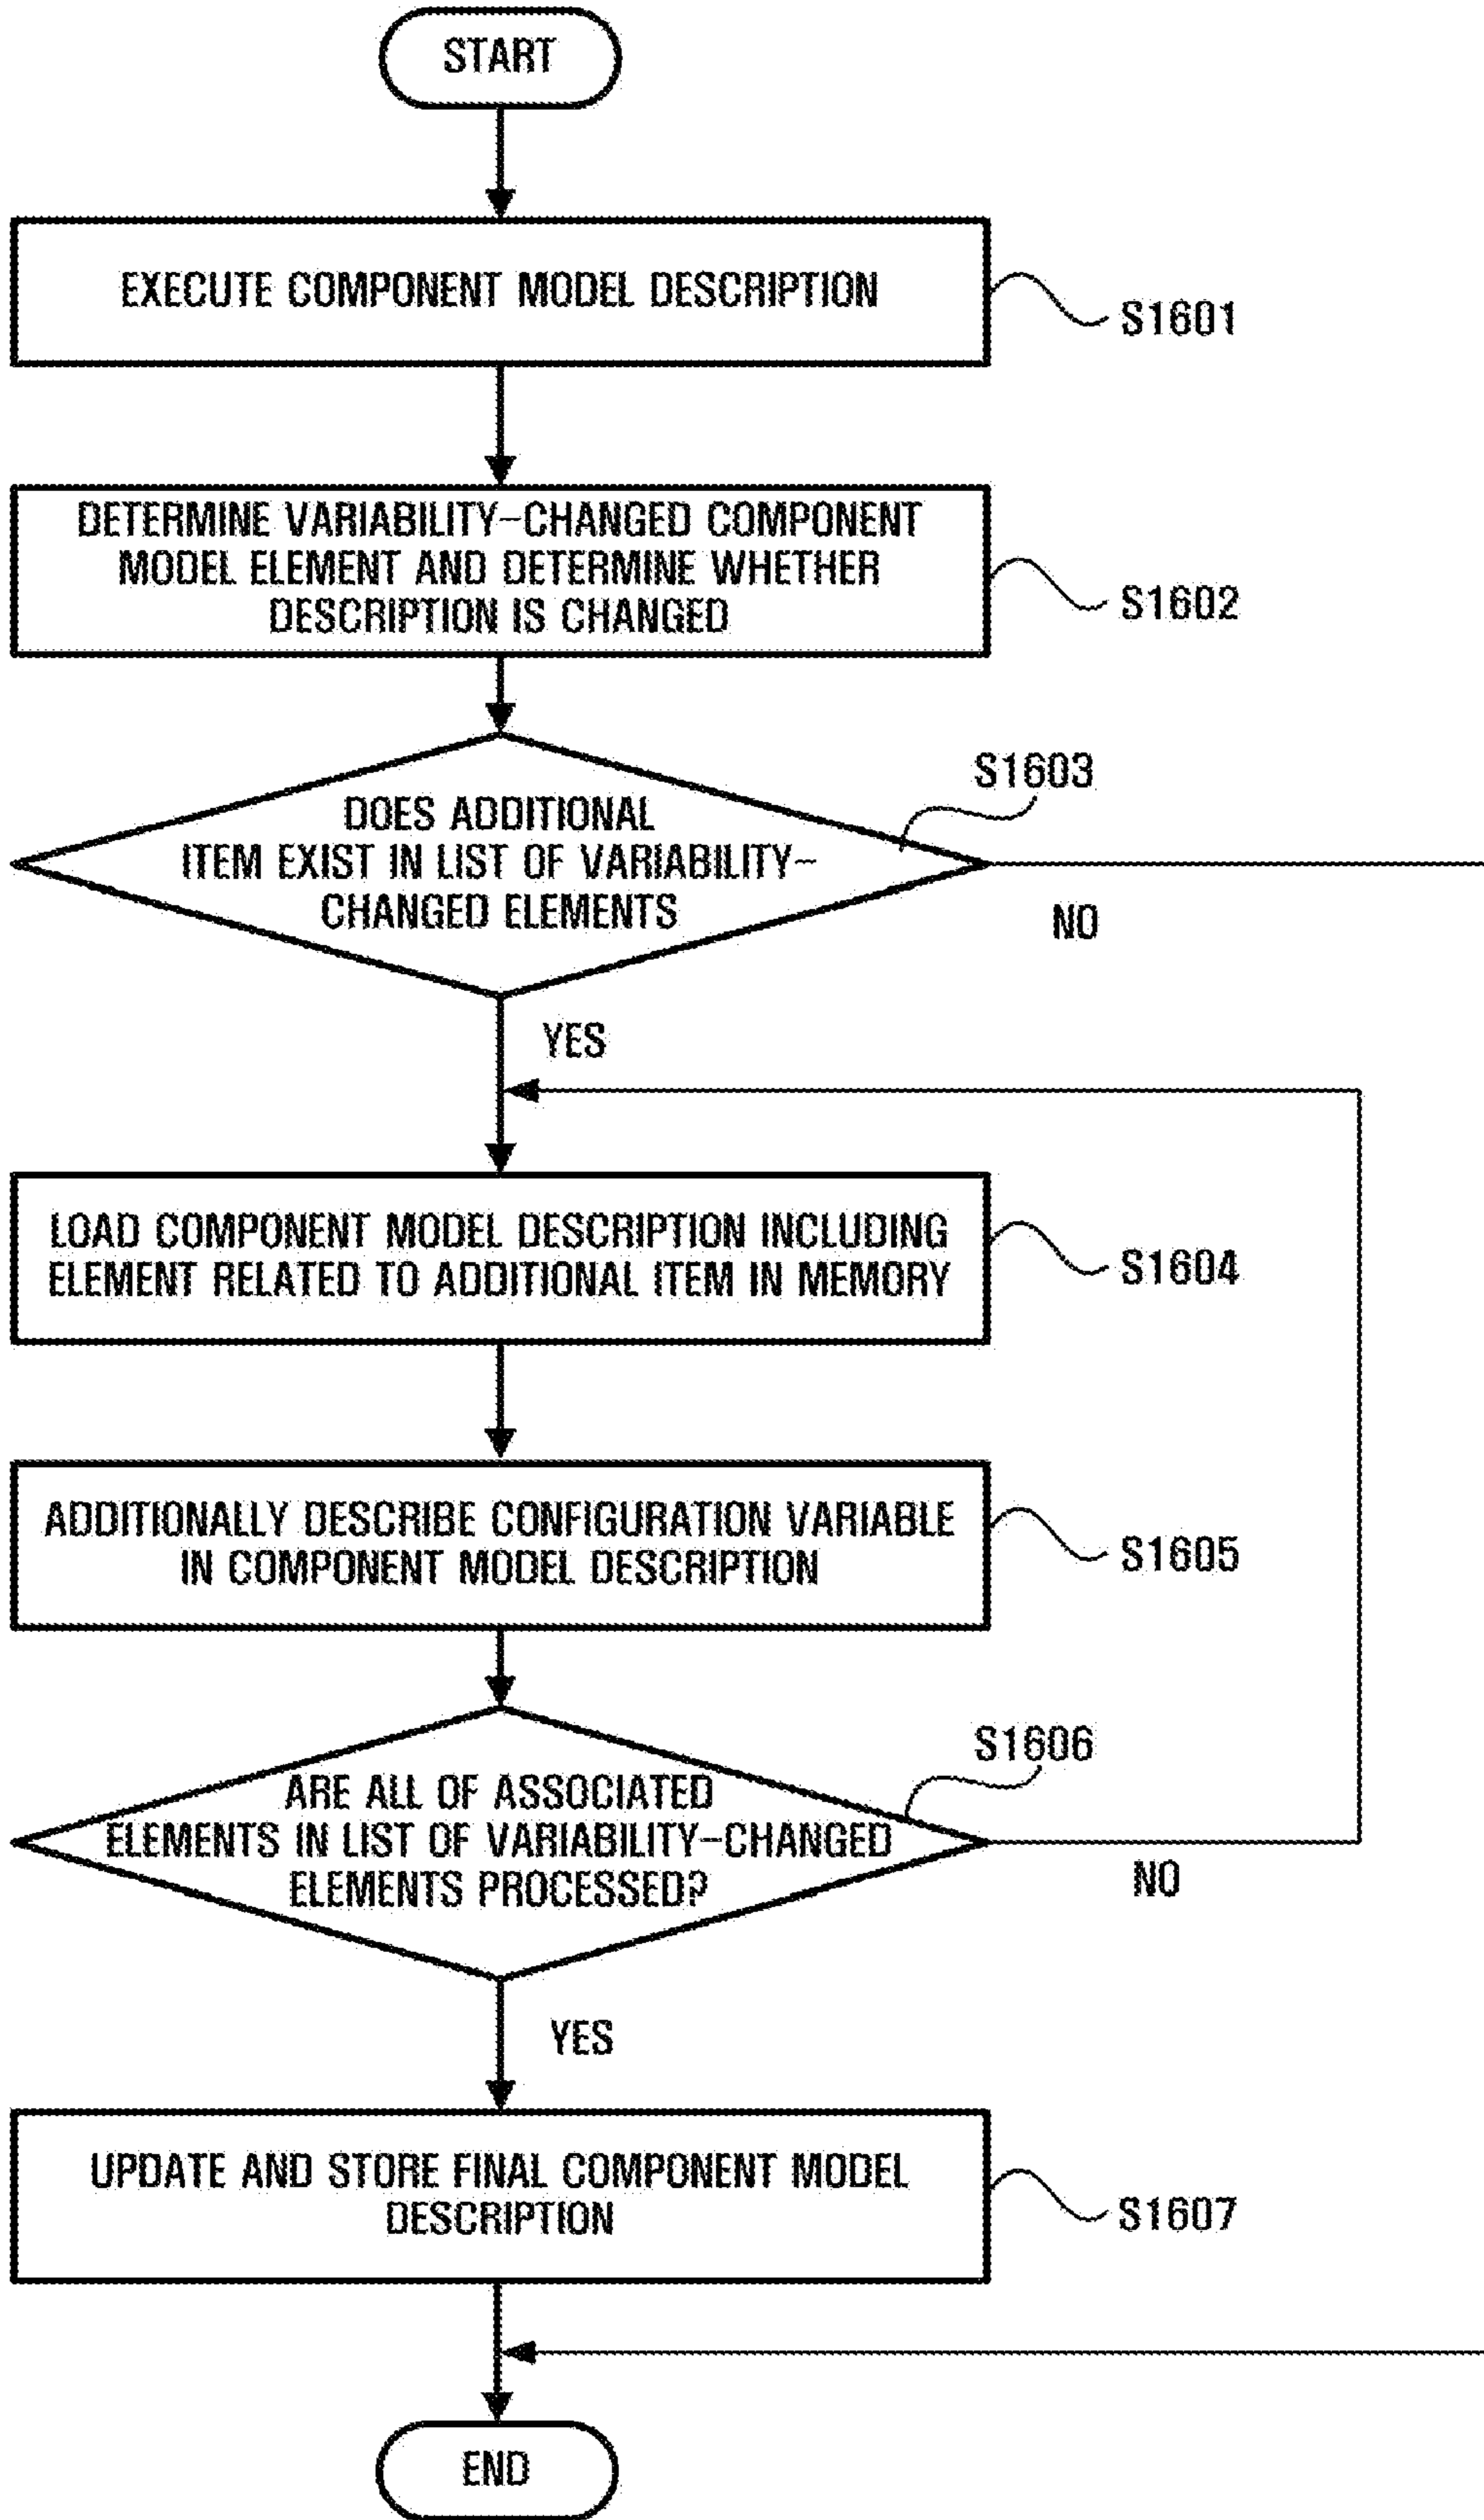 START
EXECUTE COMPONENT MODEL DESCRIPTION
S1601
DETERMINE VARIABILITY-CHANGED COMPONENT
MODEL ELEMENT AND DETERMINE WHETHER
DESCRIPTION IS CHANGED
S1602
S1603
DOES ADDITIONAL
ITEM EXIST IN LIST OF VARIABILITY-
CHANGED ELEMENTS
NO
YES
LOAD COMPONENT MODEL DESCRIPTION INCLUDING
ELEMENT RELATED TO ADDITIONAL ITEM IN MEMORY
S1604
ADDITIONALLY DESCRIBE CONFIGURATION VARIABLE
IN COMPONENT MODEL DESCRIPTION
S1605
S1606
ARE ALL OF ASSOCIATED
ELEMENTS IN LIST OF VARIABILITY-CHANGED
ELEMENTS PROCESSED?
NO
YES
UPDATE AND STORE FINAL COMPONENT MODEL
DESCRIPTION
S1607
END